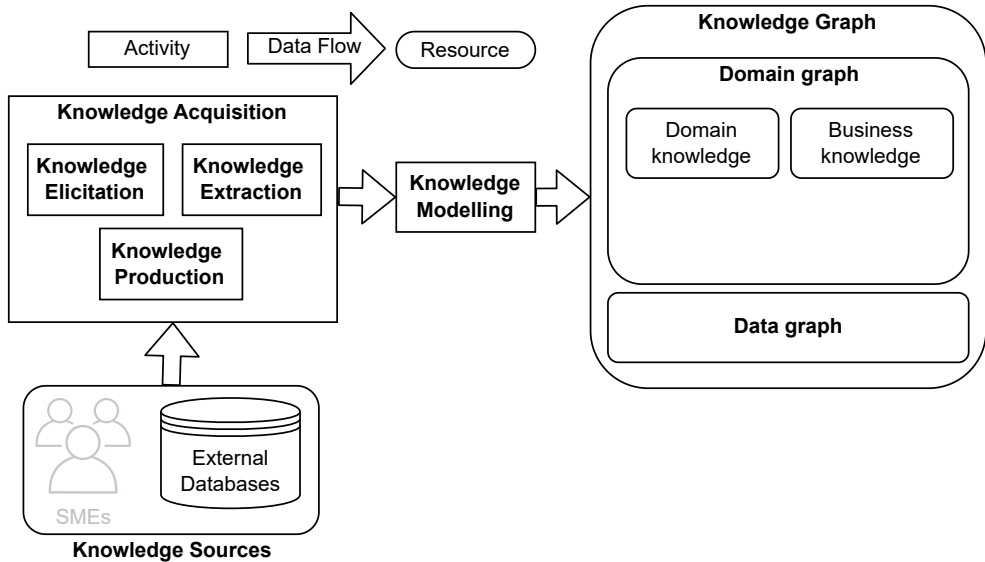 Activity
Data Flow
Resource
Knowledge Acquisition
Knowledge
Elicitation
Knowledge
Extraction
Knowledge
Production
Knowledge
Modelling
Knowledge Graph
Domain graph
Domain
knowledge
Business
knowledge
Data graph
External
Databases
SMEs
Knowledge Sources